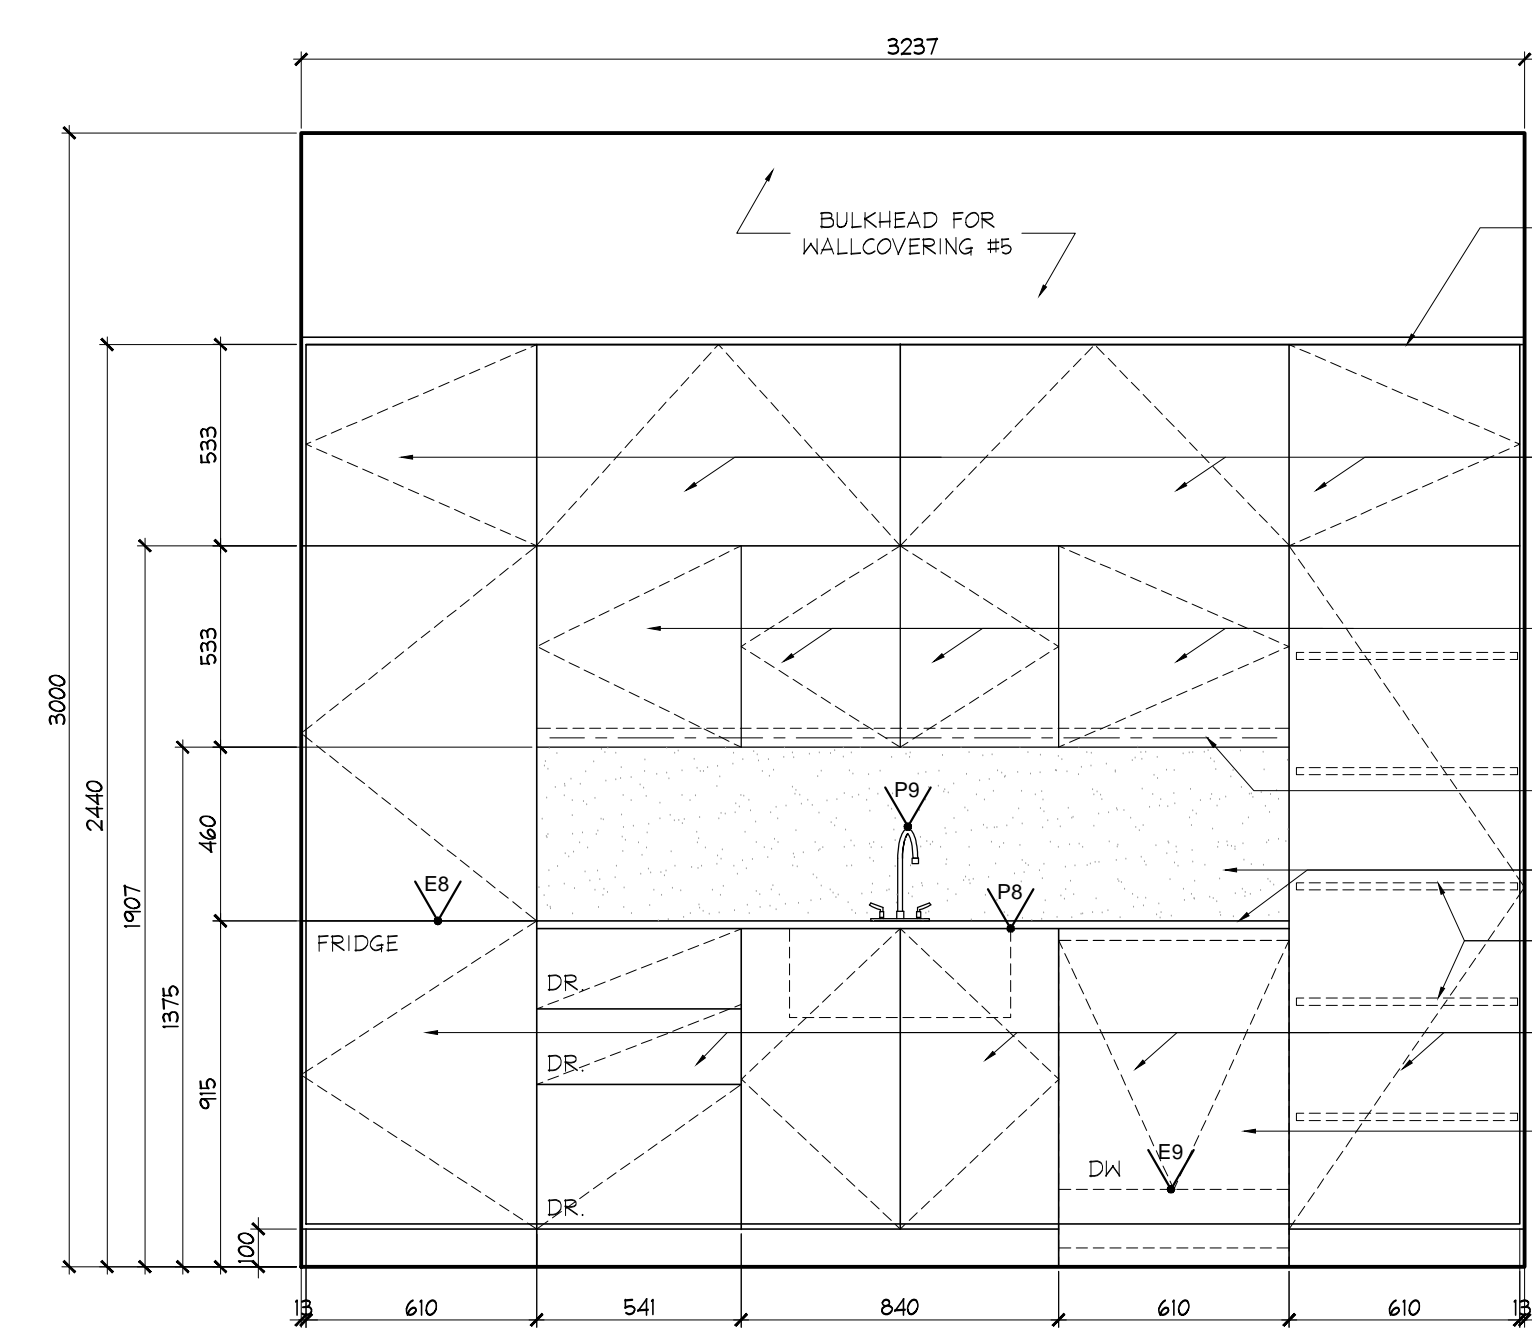 3237
BULKHEAD FOR
WALLCOVERING #5
533
533
3000
2440
460
1907
1375
915
100
P9
E8
P8
FRIDGE
DR.
DR.
DR.
DW
E9
13
610
541
840
610
610
13